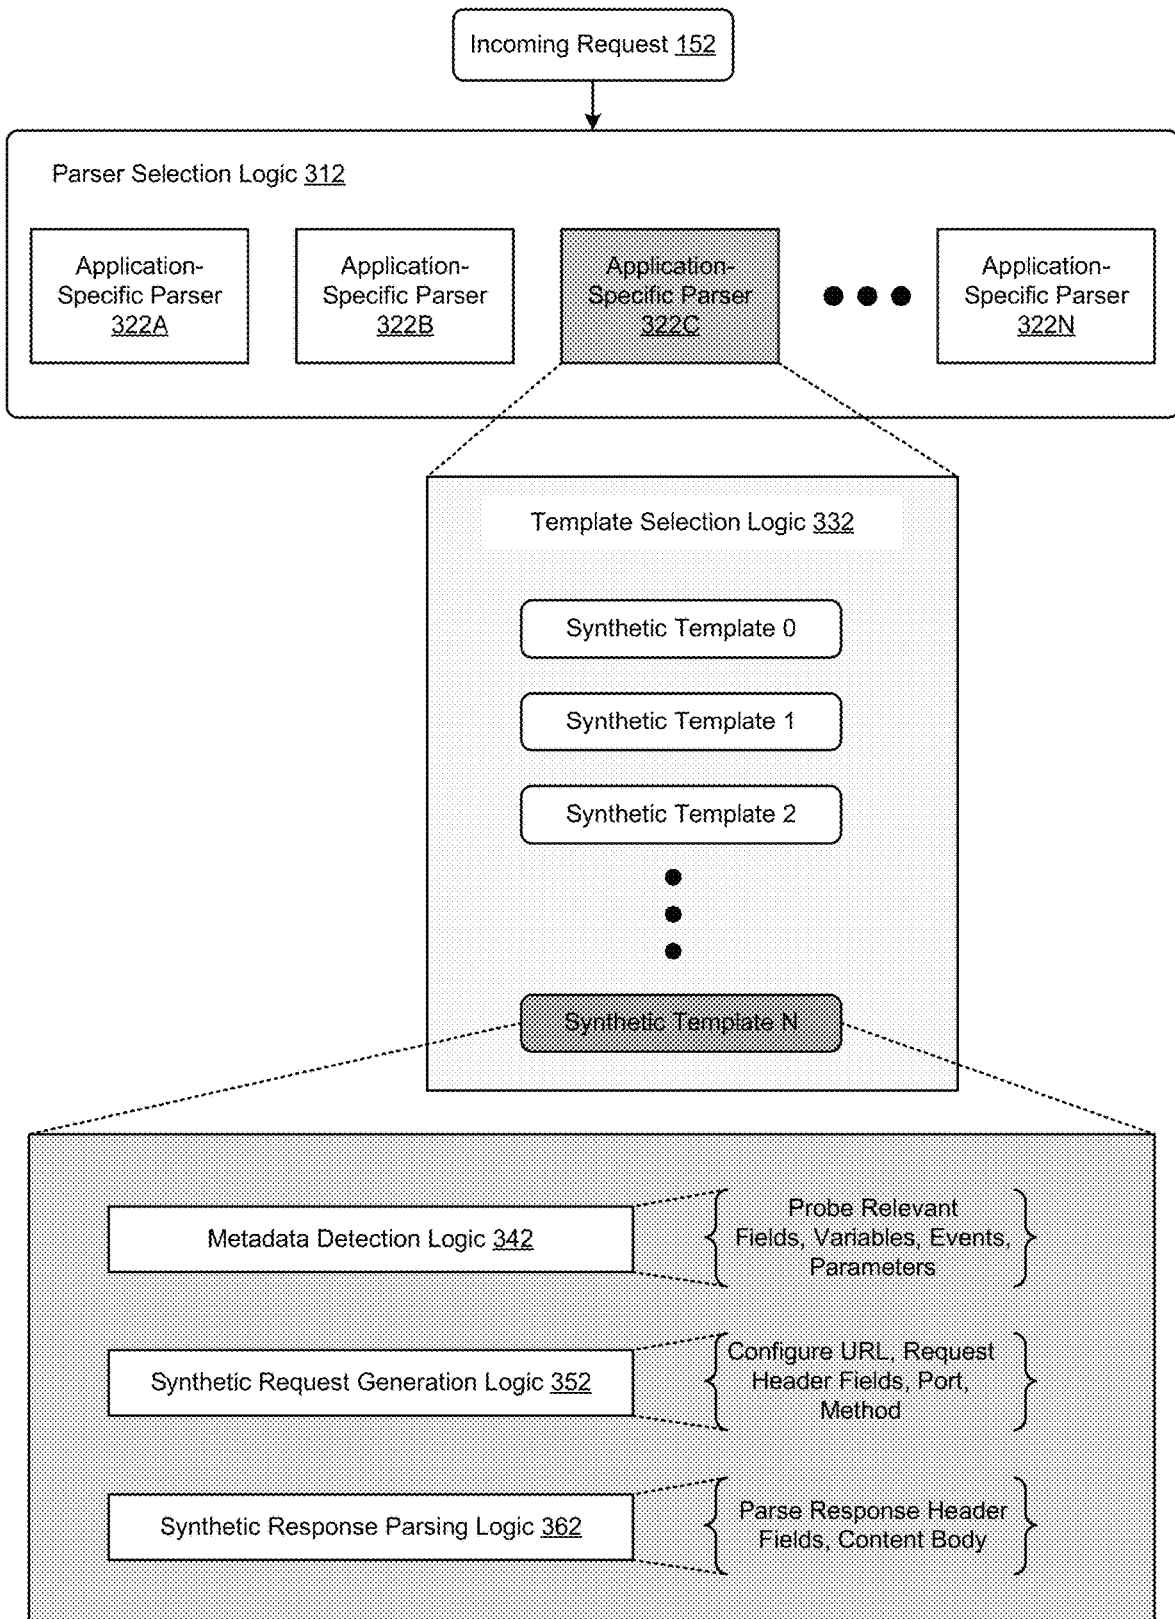 Incoming Request 152
Parser Selection Logic 312
Application-
Specific Parser
322A
Application-
Specific Parser
322B
Application-
Specific Parser
322C
Application-
Specific Parser
322N
Template Selection Logic 332
Synthetic Template 0
Synthetic Template 1
Synthetic Template 2
Synthetic Template N
Metadata Detection Logic 342
Probe Relevant
Fields, Variables, Events,
Parameters
Synthetic Request Generation Logic 352
Configure URL, Request
Header Fields, Port,
Method
Synthetic Response Parsing Logic 362
Parse Response Header
Fields, Content Body